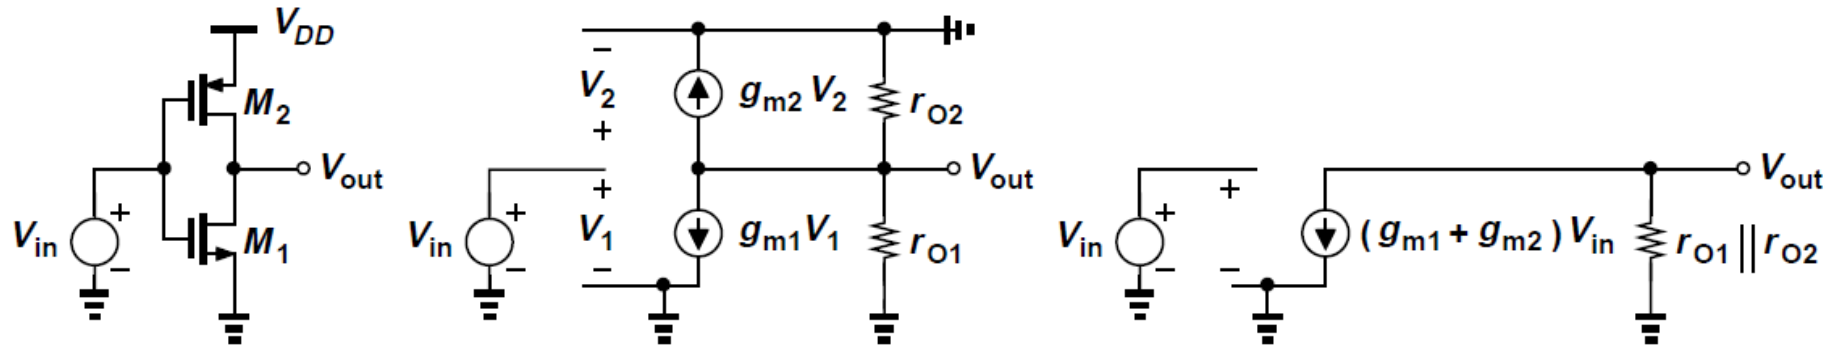 V_DD
M_2
V_out
+
V_in
−
M_1
−
V_2
+
g_m2 V_2
r_O2
V_out
+
V_in
−
+
V_1
−
g_m1 V_1
r_O1
V_out
+
V_in
−
+
−
(g_m1 + g_m2) V_in
r_O1 || r_O2